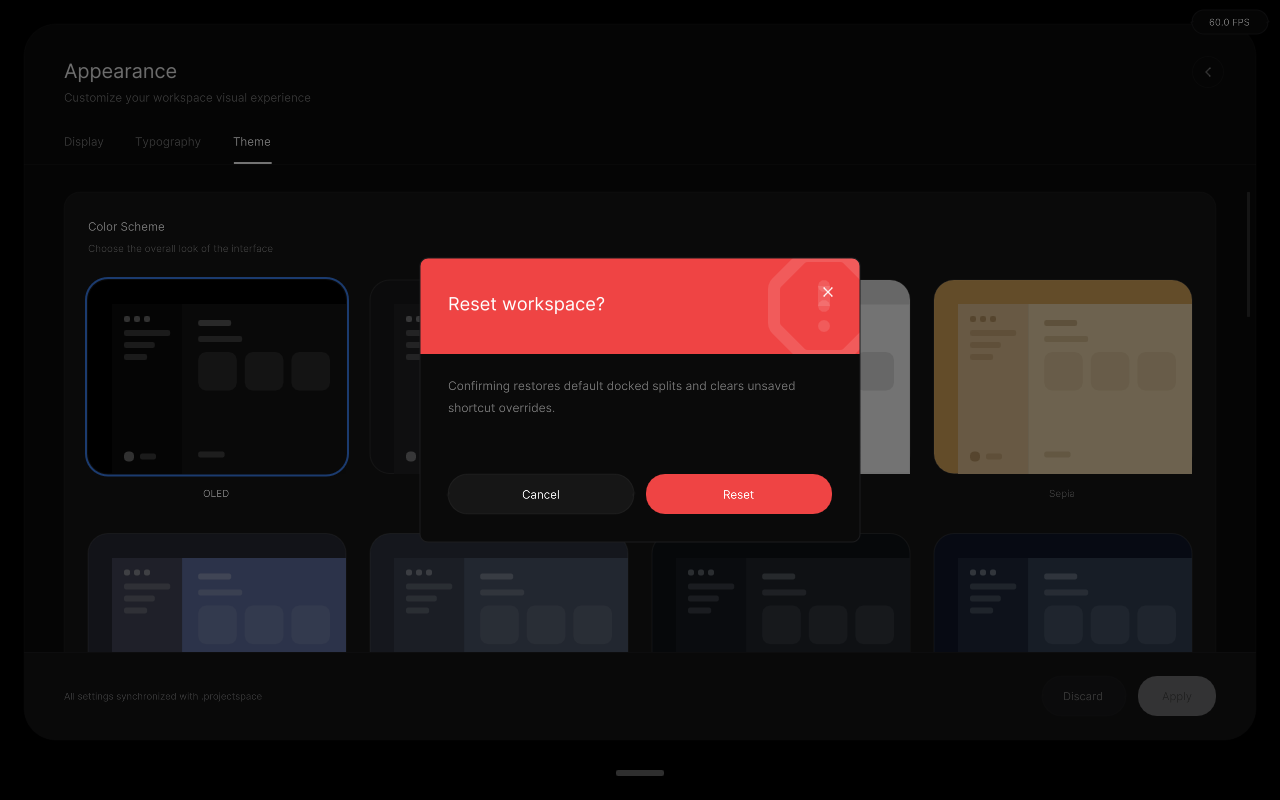 60.0 FPS
Appearance
Customize your workspace visual experience
Display Typography Theme
Color Scheme
Choose the overall look of the interface
Reset workspace?
Confirming restores default docked splits and clears unsaved
shortcut overrides.
Cancel Reset
OLED Sepia
All settings synchronized with .projectspace
Discard Apply